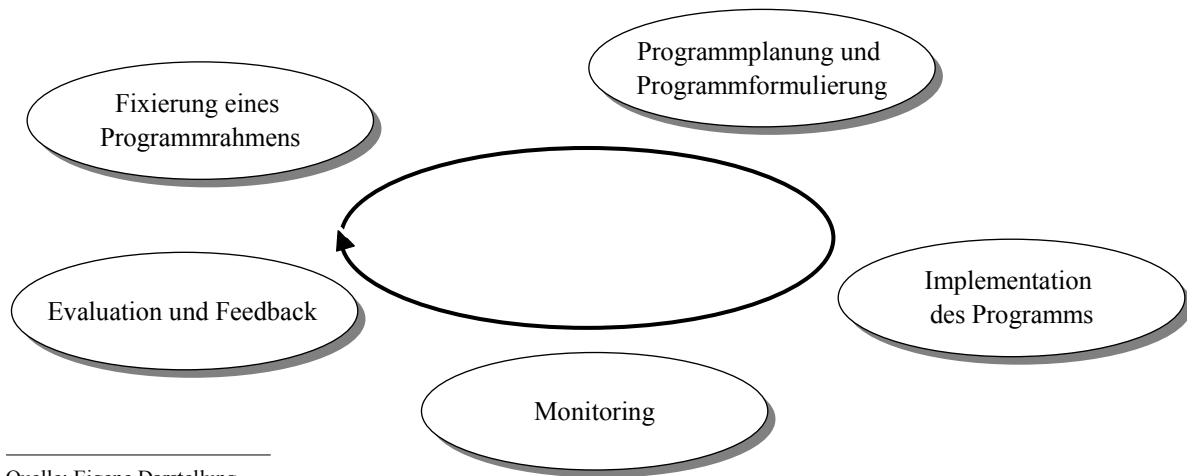 Programmplanung und
Programmformulierung
Fixierung eines
Programmrahmens
Implementation
des Programms
Evaluation und Feedback
Monitoring
Quelle: Eigene Darstellung